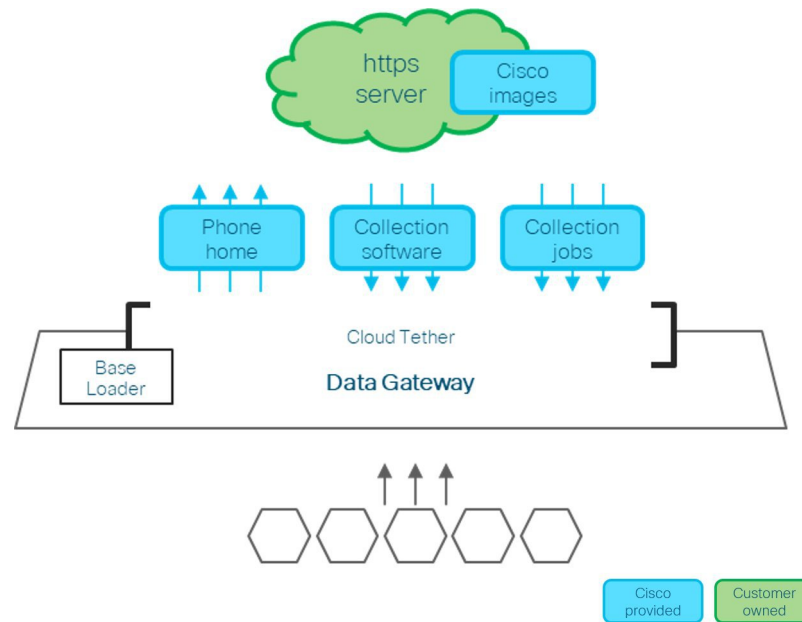 https
server
Cisco
images
Phone
home
Collection
software
Collection
jobs
Cloud Tether
Base
Loader
Data Gateway
Cisco
provided
Customer
owned